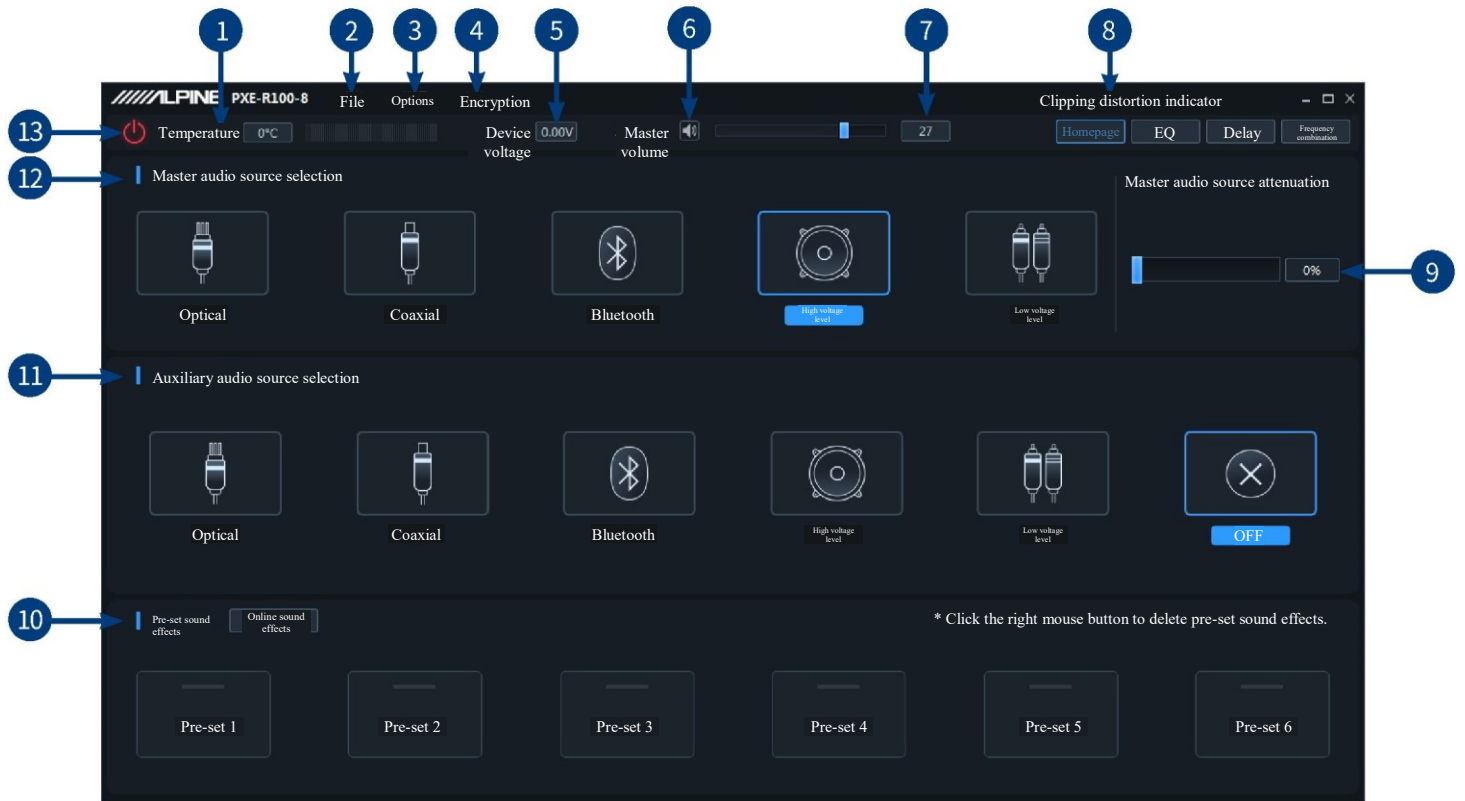 1 2 3 4 5 6 7 8
ALPINE PXE-R100-8 File Options Encryption Clipping distortion indicator
13 Temperature 0°C Device voltage 0.00V Master volume 27 Homepage EQ Delay Frequency combination
12 Master audio source selection Master audio source attenuation
0% 9
Optical Coaxial Bluetooth High voltage level Low voltage level
11 Auxiliary audio source selection
Optical Coaxial Bluetooth High voltage level Low voltage level OFF
10 Pre-set sound effects Online sound effects * Click the right mouse button to delete pre-set sound effects.
Pre-set 1 Pre-set 2 Pre-set 3 Pre-set 4 Pre-set 5 Pre-set 6